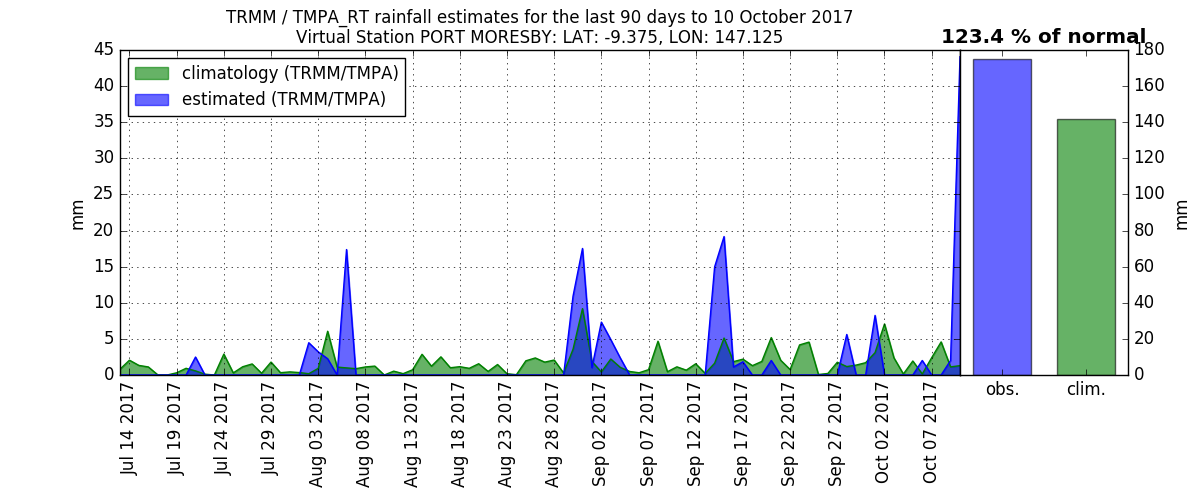 TRMM / TMPA_RT rainfall estimates for the last 90 days to 10 October 2017
Virtual Station PORT MORESBY: LAT: -9.375, LON: 147.125
123.4 % of normal
climatology (TRMM/TMPA)
estimated (TRMM/TMPA)
mm
45
40
35
30
25
20
15
10
5
0
Jul 14 2017
Jul 19 2017
Jul 24 2017
Jul 29 2017
Aug 03 2017
Aug 08 2017
Aug 13 2017
Aug 18 2017
Aug 23 2017
Aug 28 2017
Sep 02 2017
Sep 07 2017
Sep 12 2017
Sep 17 2017
Sep 22 2017
Sep 27 2017
Oct 02 2017
Oct 07 2017
obs.
clim.
180
160
140
120
100
80
60
40
20
0
mm